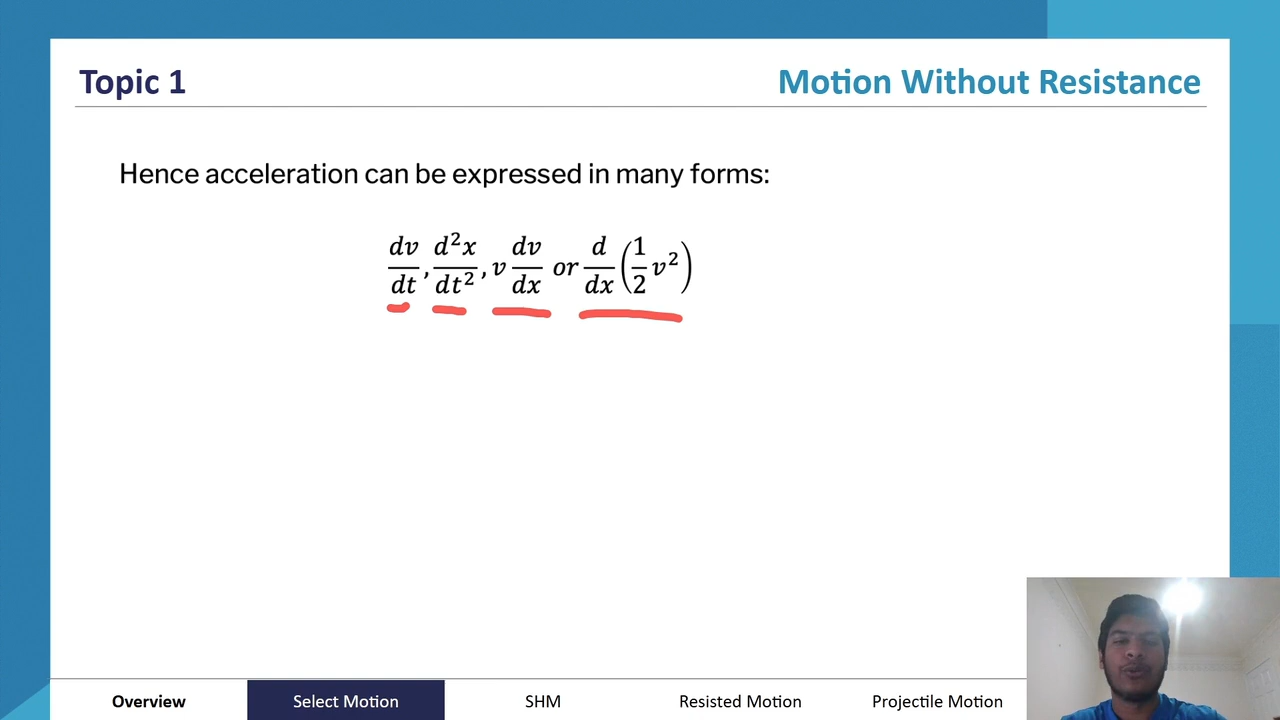 Topic 1
Motion Without Resistance
Hence acceleration can be expressed in many forms:
dv/dt, d²x/dt², v dv/dx or d/dx(1/2 v²)
Overview
Select Motion
SHM
Resisted Motion
Projectile Motion